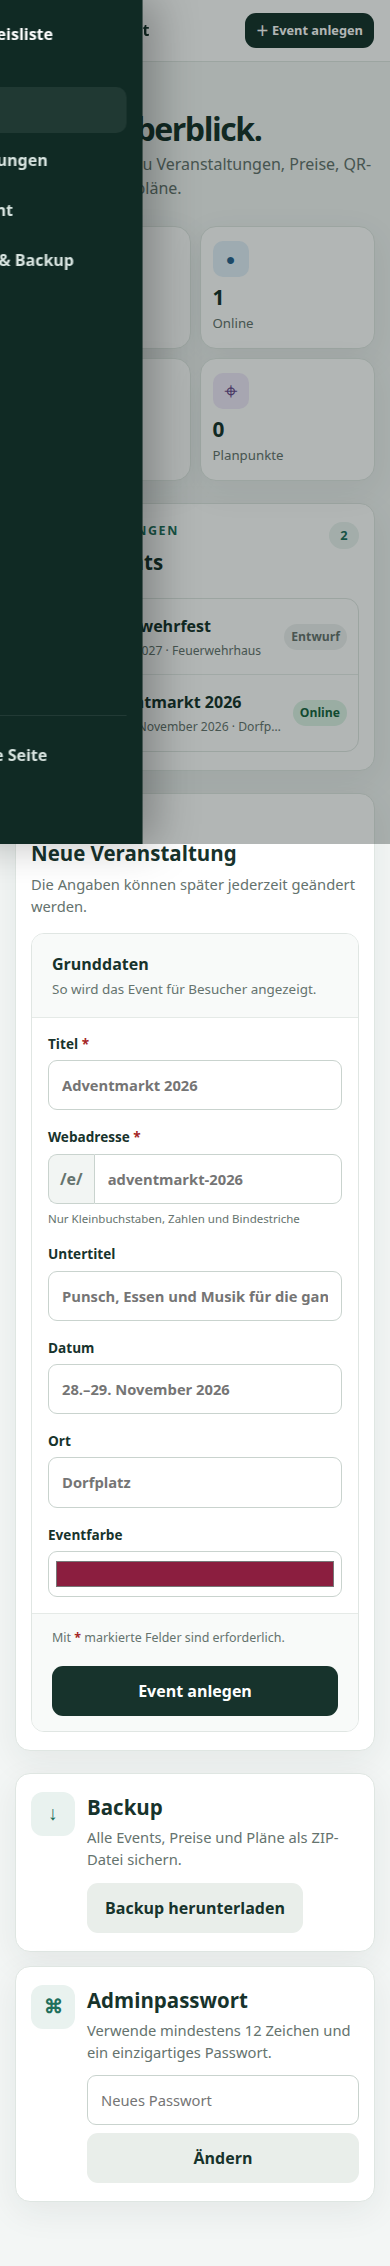 eisliste
t
+ Event anlegen
berblick.
u Veranstaltungen, Preise, QR-
pläne.
ungen
nt
& Backup
1
Online
0
Planpunkte
NGEN
2
ts
wehrfest
027 · Feuerwehrhaus
Entwurf
ntmarkt 2026
November 2026 · Dorfp...
Online
e Seite
Neue Veranstaltung
Die Angaben können später jederzeit geändert
werden.
Grunddaten
So wird das Event für Besucher angezeigt.
Titel *
Adventmarkt 2026
Webadresse *
/e/ adventmarkt-2026
Nur Kleinbuchstaben, Zahlen und Bindestriche
Untertitel
Punsch, Essen und Musik für die gan
Datum
28.–29. November 2026
Ort
Dorfplatz
Eventfarbe
Mit * markierte Felder sind erforderlich.
Event anlegen
↓
Backup
Alle Events, Preise und Pläne als ZIP-
Datei sichern.
Backup herunterladen
⌘
Adminpasswort
Verwende mindestens 12 Zeichen und
ein einzigartiges Passwort.
Neues Passwort
Ändern